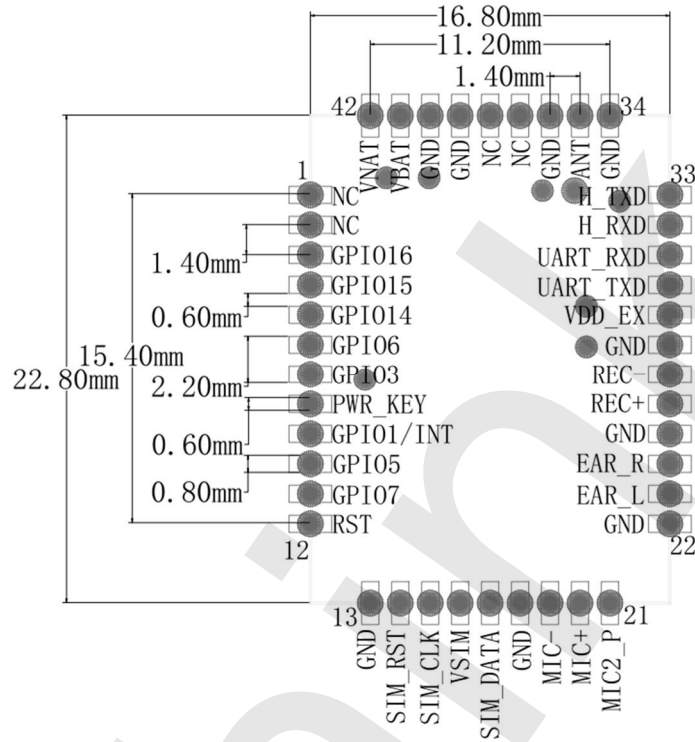 16.80mm
11.20mm
1.40mm
42
34
VNAT
VBAT
GND
GND
NC
NC
GND
ANT
GND
1
33
NC
H_TXD
NC
H_RXD
1.40mm
GPIO16
UART_RXD
GPIO15
UART_TXD
0.60mm
GPIO14
VDD_EX
15.40mm
GPIO6
GND
22.80mm
2.20mm
GPIO3
REC-
PWR_KEY
REC+
0.60mm
GPIO1/INT
GND
GPIO5
EAR_R
0.80mm
GPIO7
EAR_L
RST
GND
12
22
13
21
GND
SIM_RST
SIM_CLK
VSIM
SIM_DATA
GND
MIC-
MIC+
MIC2_P